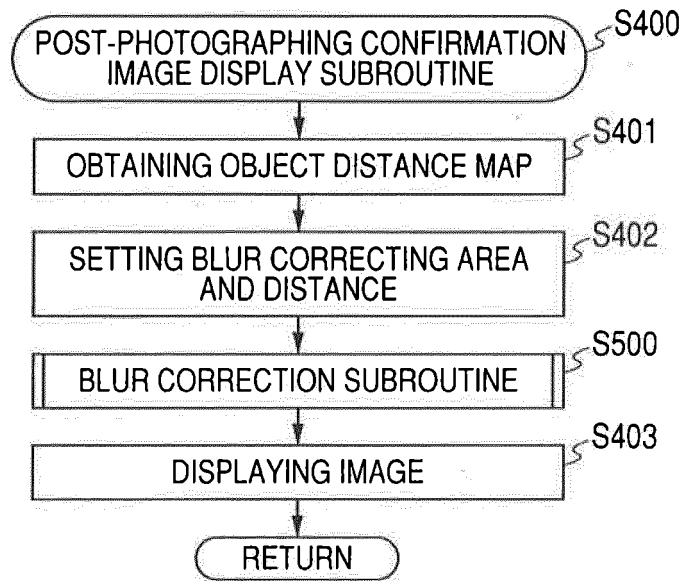 POST-PHOTOGRAPHING CONFIRMATION
IMAGE DISPLAY SUBROUTINE
S400
OBTAINING OBJECT DISTANCE MAP
S401
SETTING BLUR CORRECTING AREA
AND DISTANCE
S402
BLUR CORRECTION SUBROUTINE
S500
DISPLAYING IMAGE
S403
RETURN